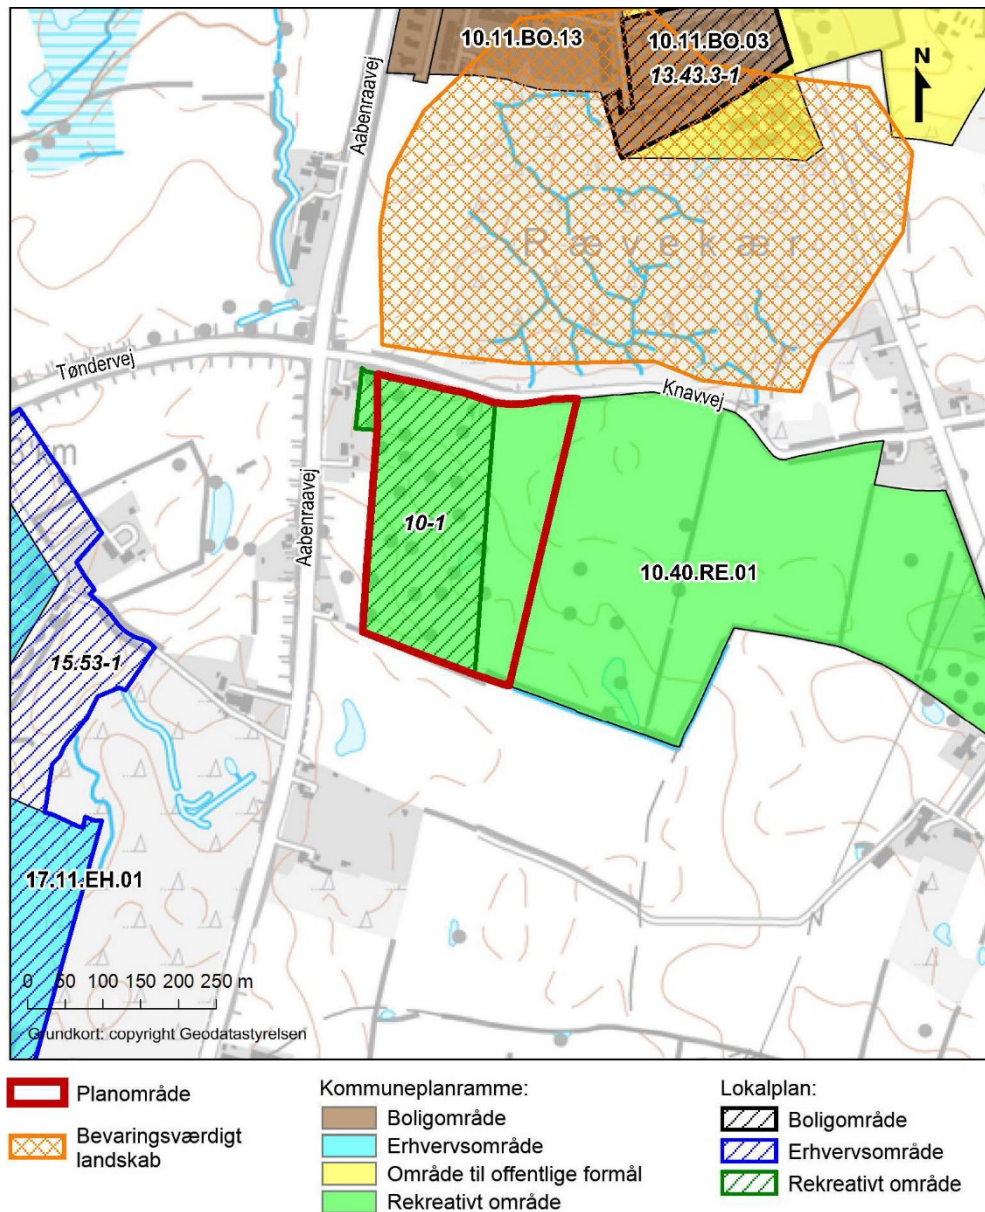 10.11.BO.13
10.11.BO.03
13.43.3-1
N
Aabenraavej
Rævekær
Tøndervej
Knavvej
Aabenraavej
10-1
10.40.RE.01
15.53-1
17.11.EH.01
0 50 100 150 200 250 m
Grundkort: copyright Geodatastyrelsen
Planområde
Bevaringsværdigt
landskab
Kommuneplanramme:
Boligområde
Erhvervsområde
Område til offentlige formål
Rekreativt område
Lokalplan:
Boligområde
Erhvervsområde
Rekreativt område